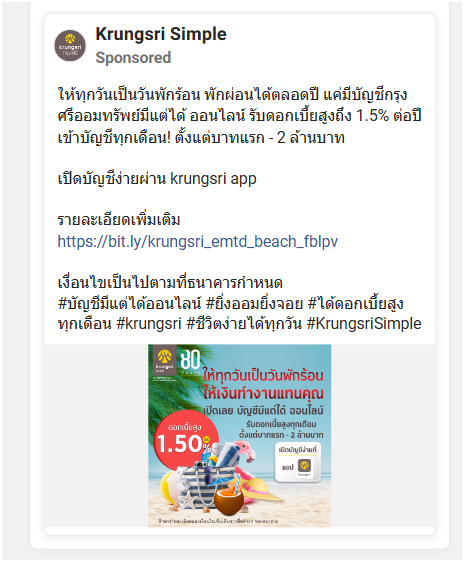 Krungsri Simple
Sponsored
ให้ทุกวันเป็นวันพักร้อน พักผ่อนได้ตลอดปี แค่มีบัญชีกรุง
ศรีออมทรัพย์มีแต่ได้ ออนไลน์ รับดอกเบี้ยสูงถึง 1.5% ต่อปี
เข้าบัญชีทุกเดือน! ตั้งแต่บาทแรก - 2 ล้านบาท
เปิดบัญชีง่ายผ่าน krungsri app
รายละเอียดเพิ่มเติม
https://bit.ly/krungsri_emtd_beach_fblpv
เงื่อนไขเป็นไปตามที่ธนาคารกำหนด
#บัญชีมีแต่ได้ออนไลน์ #ยิ่งออมยิ่งจอย #ได้ดอกเบี้ยสูง
ทุกเดือน #krungsri #ชีวิตง่ายได้ทุกวัน #KrungsriSimple
krungsri
กรุงศรี
80
ให้ทุกวันเป็นวันพักร้อน
ให้เงินทำงานแทนคุณ
เปิดเลย บัญชีมีแต่ได้ ออนไลน์
รับดอกเบี้ยสูงทุกเดือน
ตั้งแต่บาทแรก - 2 ล้านบาท
ดอกเบี้ยสูง
1.50%
เปิดบัญชีง่ายที่
แอป
krungsri